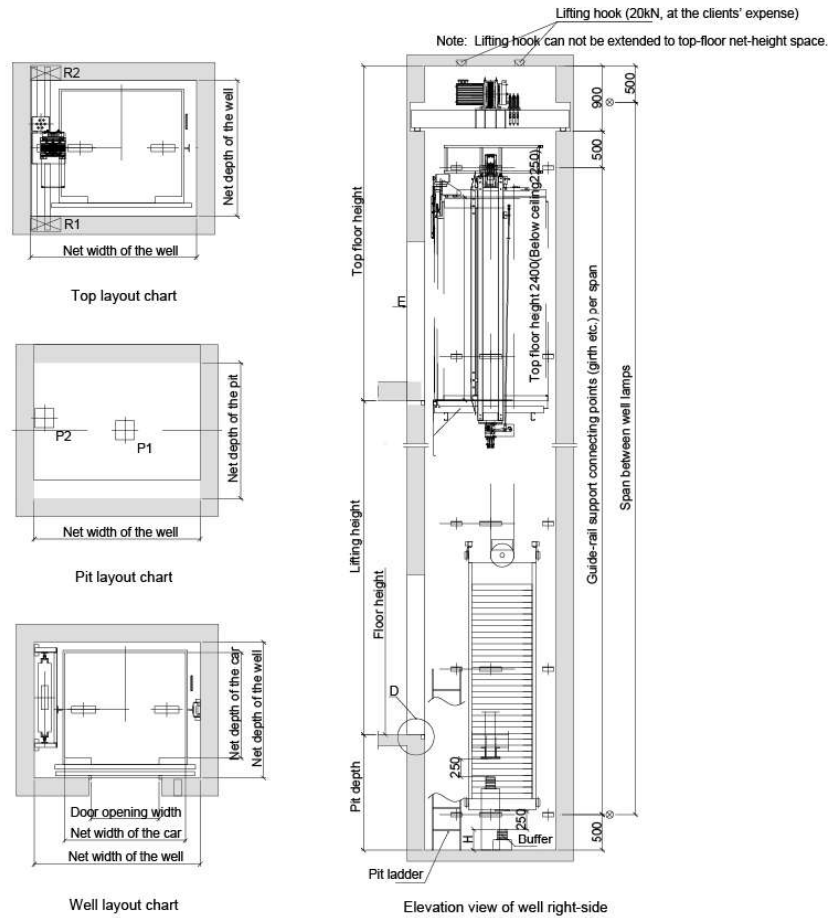 Lifting hook (20kN, at the clients' expense)
Note: Lifting hook can not be extended to top-floor net-height space.
R2
R1
Net depth of the well
Net width of the well
Top layout chart
P2
P1
Net depth of the pit
Net width of the well
Pit layout chart
Net depth of the car
Net depth of the well
Door opening width
Net width of the car
Net width of the well
Well layout chart
Top floor height
E
Lifting height
Floor height
D
Pit depth
Top floor height 2400(Below ceiling2250)
900
500
500
Guide-rail support connecting points (girth etc.) per span
Span between well lamps
250
250
H
Buffer
500
Pit ladder
Elevation view of well right-side